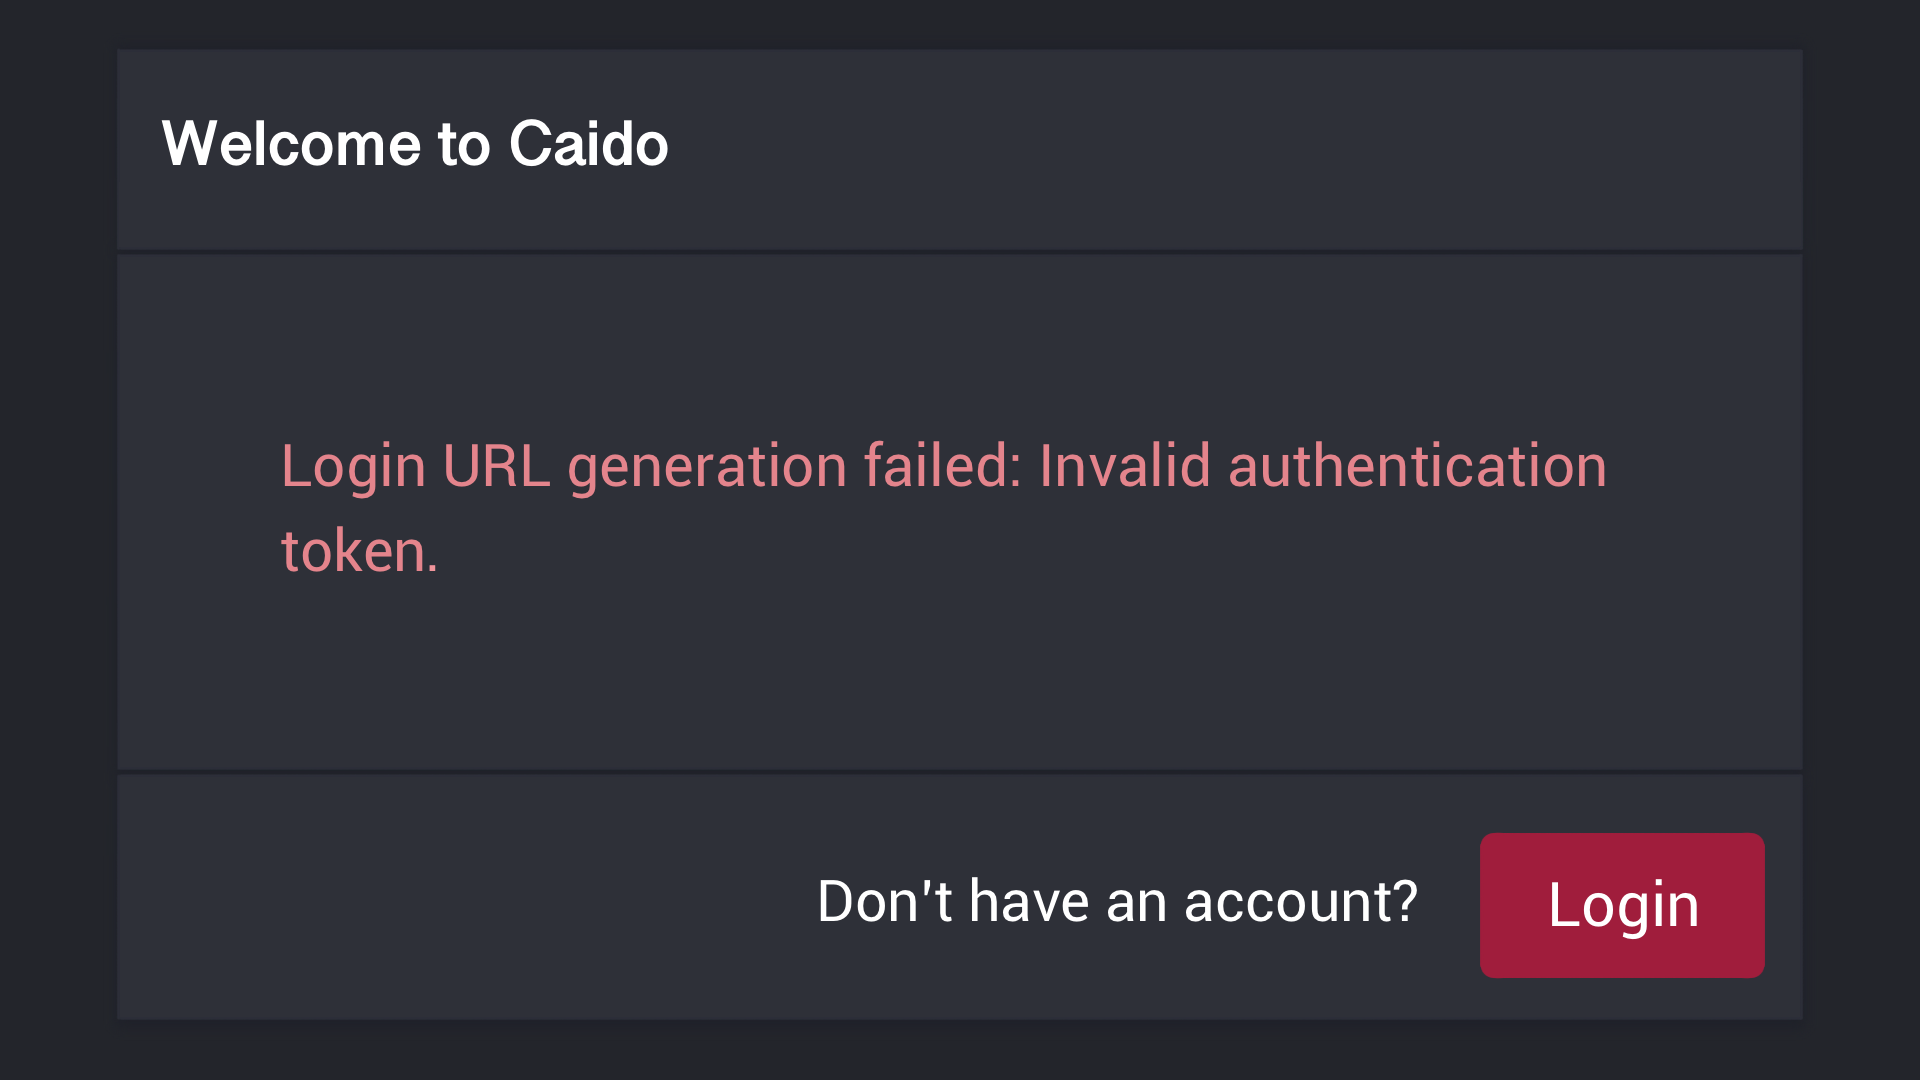 Welcome to Caido
Login URL generation failed: Invalid authentication
token.
Don't have an account?
Login